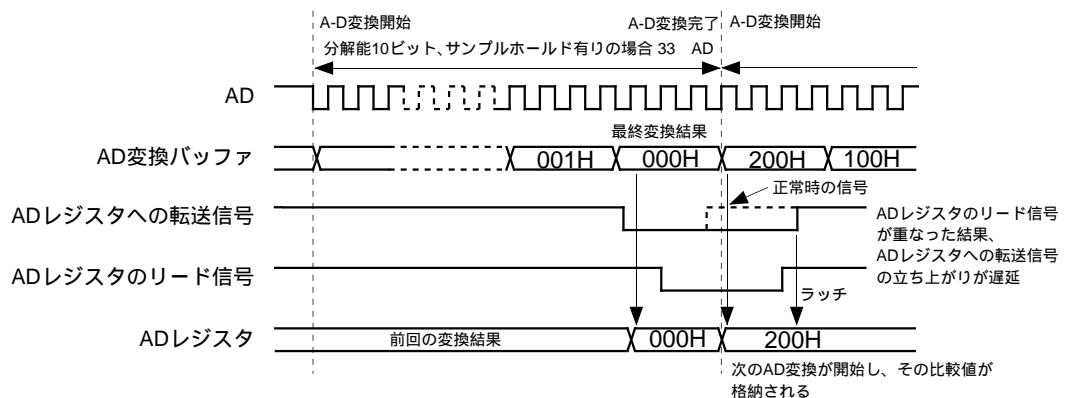 A-D変換開始
A-D変換完了
A-D変換開始
分解能10ビット、サンプルホールド有りの場合 33 AD
AD
最終変換結果
AD変換バッファ
001H
000H
200H
100H
正常時の信号
ADレジスタへの転送信号
ADレジスタのリード信号
が重なった結果、
ADレジスタへの転送信号
の立ち上がりが遅延
ADレジスタのリード信号
ラッチ
ADレジスタ
前回の変換結果
000H
200H
次のAD変換が開始し、その比較値が
格納される